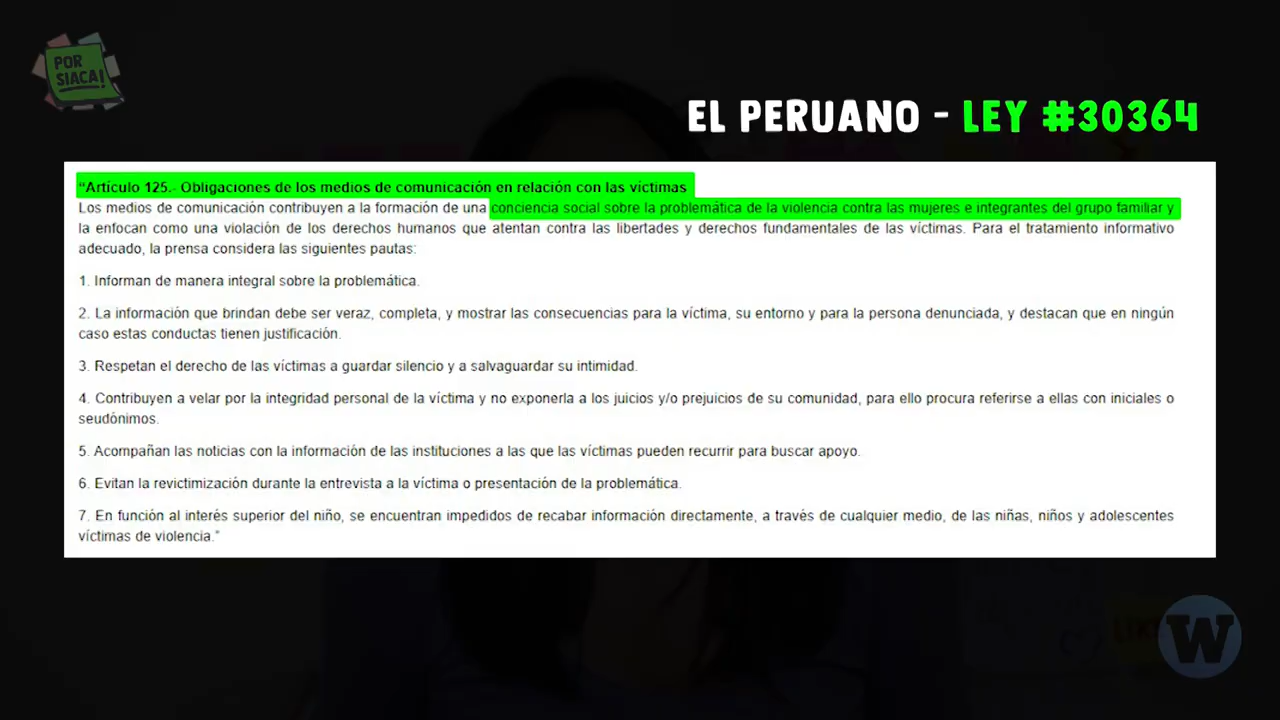 POR
SIACA!
EL PERUANO - LEY #30364
“Artículo 125.- Obligaciones de los medios de comunicación en relación con las víctimas
Los medios de comunicación contribuyen a la formación de una conciencia social sobre la problemática de la violencia contra las mujeres e integrantes del grupo familiar y
la enfocan como una violación de los derechos humanos que atentan contra las libertades y derechos fundamentales de las víctimas. Para el tratamiento informativo
adecuado, la prensa considera las siguientes pautas:
1. Informan de manera integral sobre la problemática.
2. La información que brindan debe ser veraz, completa, y mostrar las consecuencias para la víctima, su entorno y para la persona denunciada, y destacan que en ningún
caso estas conductas tienen justificación.
3. Respetan el derecho de las víctimas a guardar silencio y a salvaguardar su intimidad.
4. Contribuyen a velar por la integridad personal de la víctima y no exponerla a los juicios y/o prejuicios de su comunidad, para ello procura referirse a ellas con iniciales o
seudónimos.
5. Acompañan las noticias con la información de las instituciones a las que las víctimas pueden recurrir para buscar apoyo.
6. Evitan la revictimización durante la entrevista a la víctima o presentación de la problemática.
7. En función al interés superior del niño, se encuentran impedidos de recabar información directamente, a través de cualquier medio, de las niñas, niños y adolescentes
víctimas de violencia.”
W